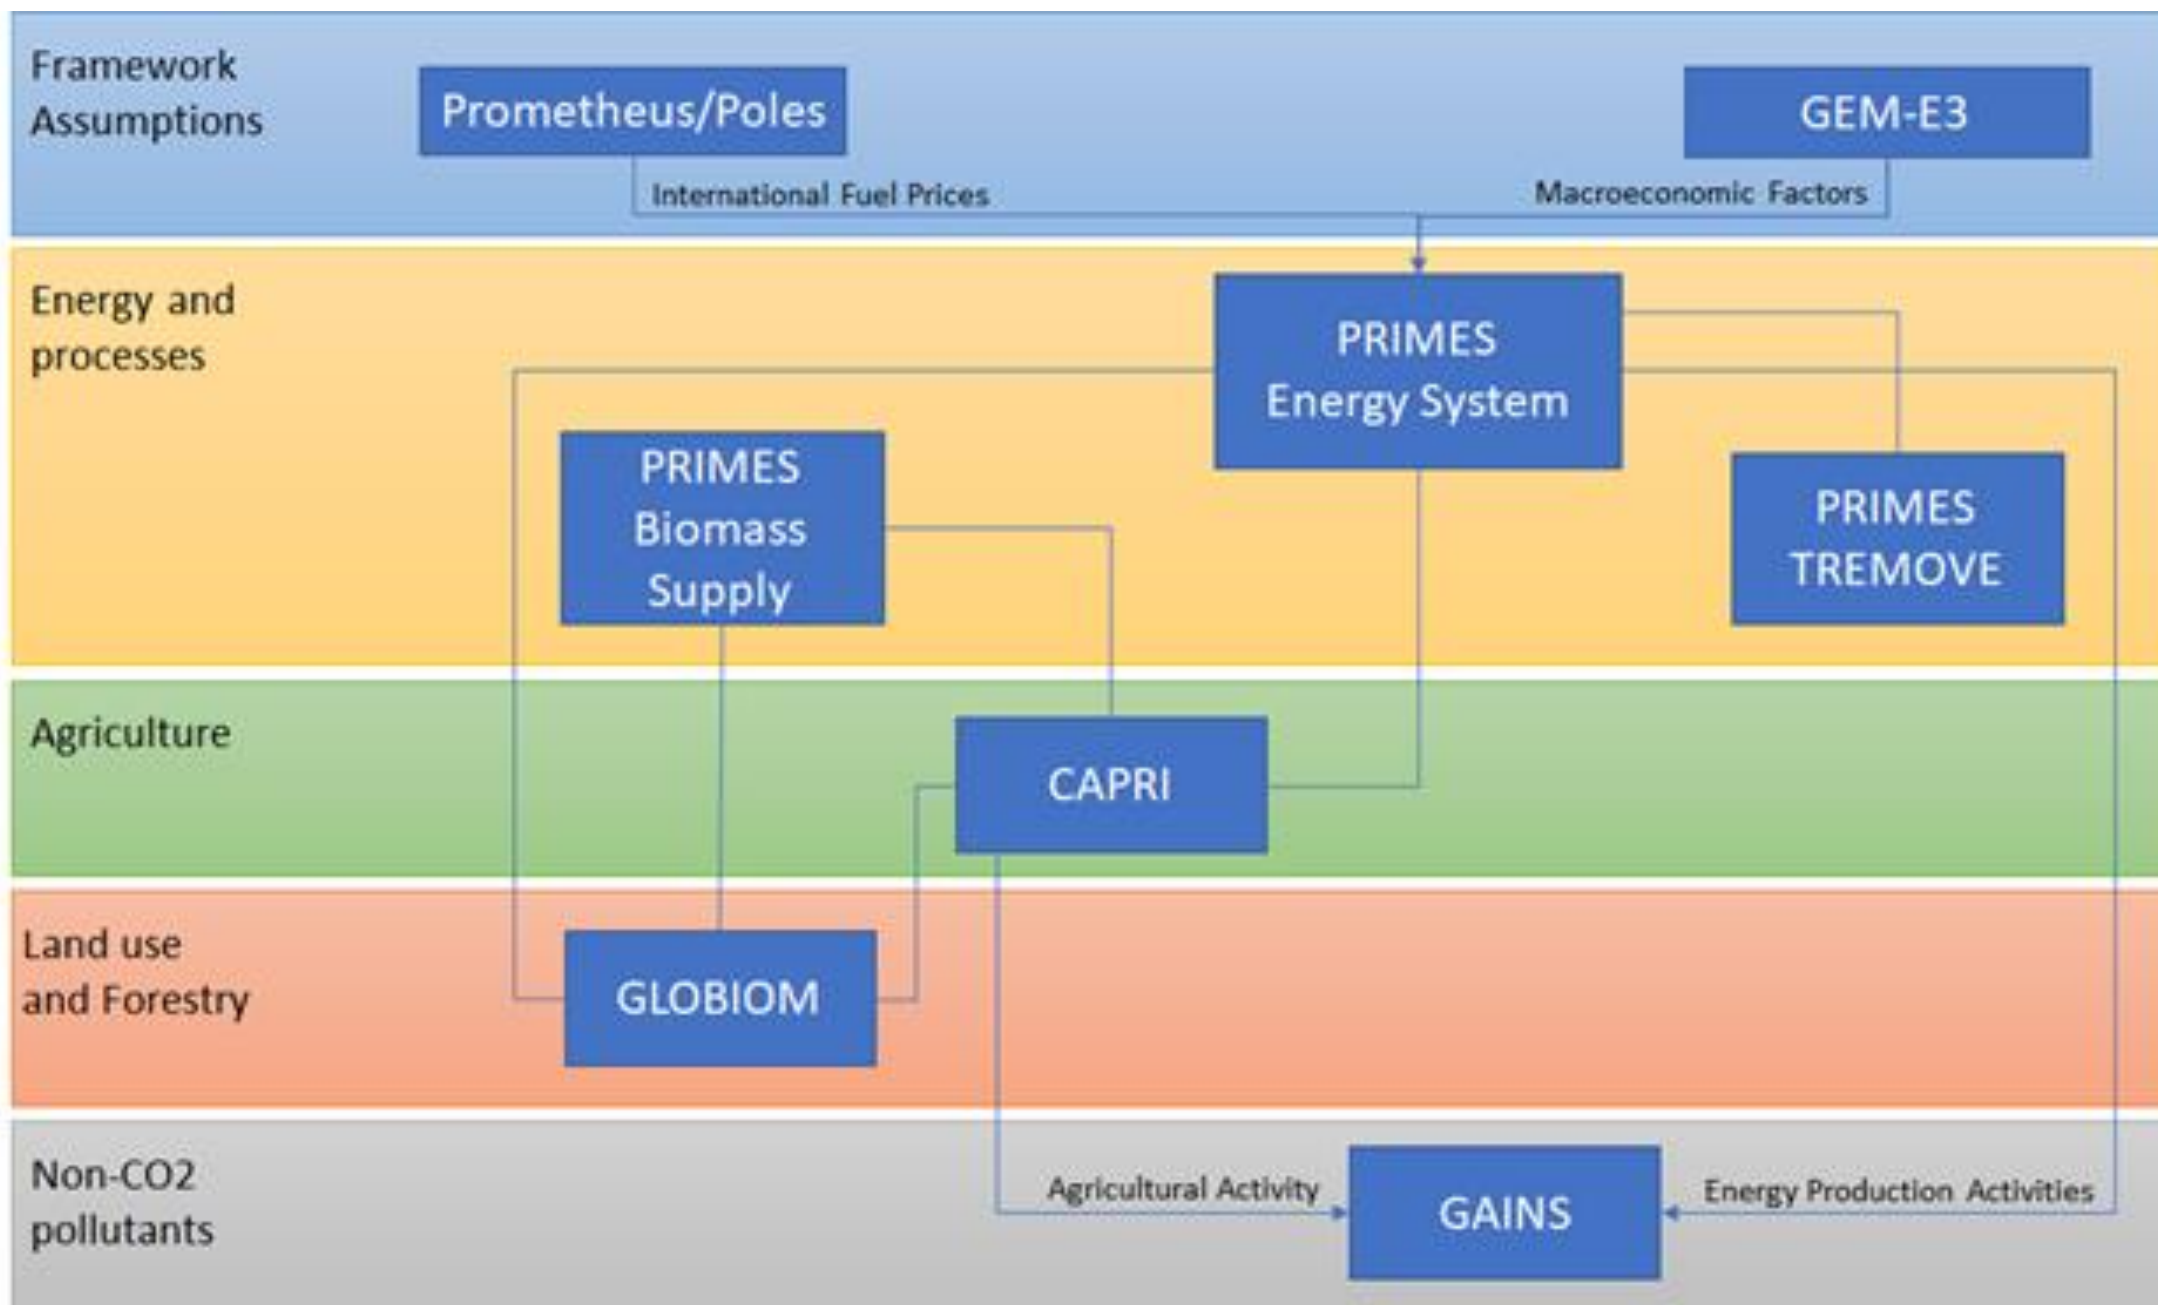 Framework
Assumptions
Prometheus/Poles
GEM-E3
International Fuel Prices
Macroeconomic Factors
Energy and
processes
PRIMES
Energy System
PRIMES
Biomass
Supply
PRIMES
TREMOVE
Agriculture
CAPRI
Land use
and Forestry
GLOBIOM
Non-CO2
pollutants
Agricultural Activity
GAINS
Energy Production Activities